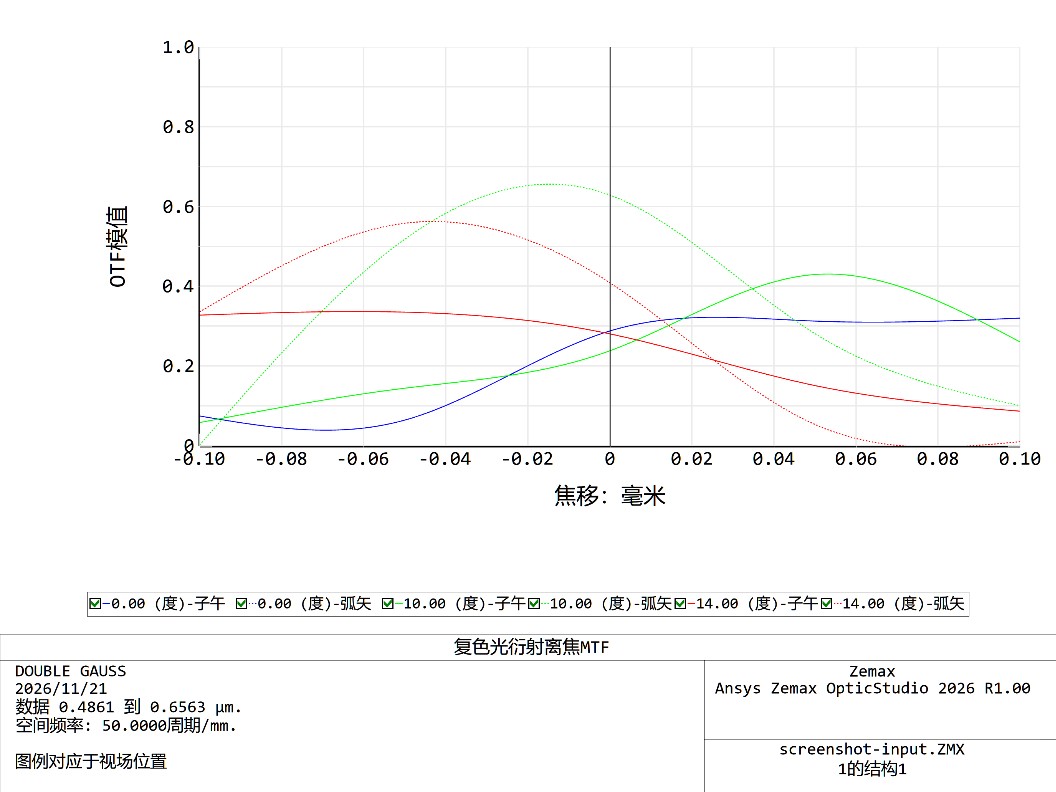 1.0
0.8
0.6
0.4
0.2
0
OTF模值
-0.10 -0.08 -0.06 -0.04 -0.02 0 0.02 0.04 0.06 0.08 0.10
焦移: 毫米
0.00 (度)-子午 0.00 (度)-弧矢 10.00 (度)-子午 10.00 (度)-弧矢 14.00 (度)-子午 14.00 (度)-弧矢
复色光衍射离焦MTF
DOUBLE GAUSS
2026/11/21
数据 0.4861 到 0.6563 µm.
空间频率: 50.0000周期/mm.
图例对应于视场位置
Zemax
Ansys Zemax OpticStudio 2026 R1.00
screenshot-input.ZMX
1的结构1